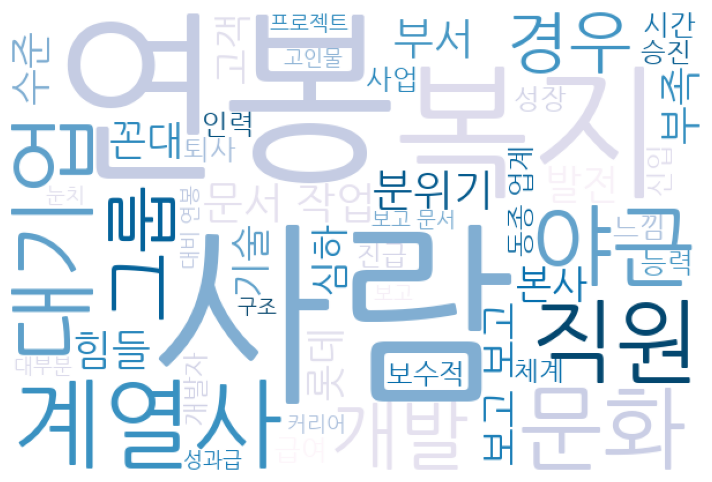 연봉
복지
경우
부서
프로젝트
고인물
고객
수준
시간
승진
사업
성장
부족
꼰대
인력
퇴사
대기업
그룹
눈치
대비 연봉
문서 작업
분위기
보고 문서
동종 업계
발전
신입
느낌
능력
야근
사람
기술
심하
진급
보고
본사
구조
힘들
대부분
개발자
롯데
보수적
보고 보고
체계
직원
계열사
성과급
급여
커리어
개발
문화